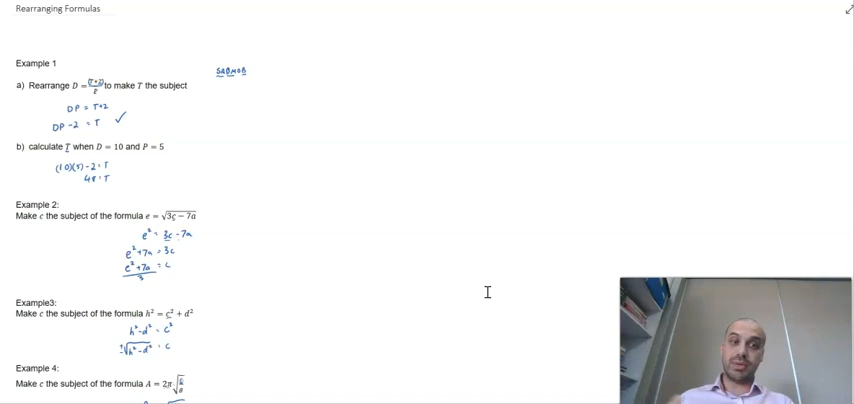 Rearranging Formulas
Example 1
SADMOB
a) Rearrange D = (T+2)/P to make T the subject
DP = T+2
DP - 2 = T ✓
b) calculate T when D = 10 and P = 5
(10)(5) - 2 = T
48 = T
Example 2:
Make c the subject of the formula e = √(3c − 7a)
e² = 3c - 7a
e² + 7a = 3c
(e² + 7a)/3 = c
Example3:
Make c the subject of the formula h² = c² + d²
h² - d² = c²
±√(h² - d²) = c
Example 4:
Make c the subject of the formula A = 2π